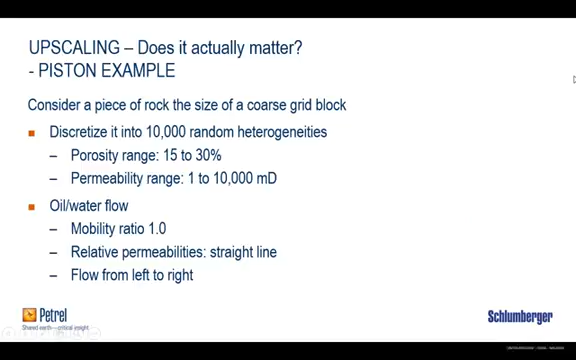 UPSCALING – Does it actually matter?
- PISTON EXAMPLE
Consider a piece of rock the size of a coarse grid block
Discretize it into 10,000 random heterogeneities
– Porosity range: 15 to 30%
– Permeability range: 1 to 10,000 mD
Oil/water flow
– Mobility ratio 1.0
– Relative permeabilities: straight line
– Flow from left to right
Petrel
Shared earth—critical insight
Schlumberger